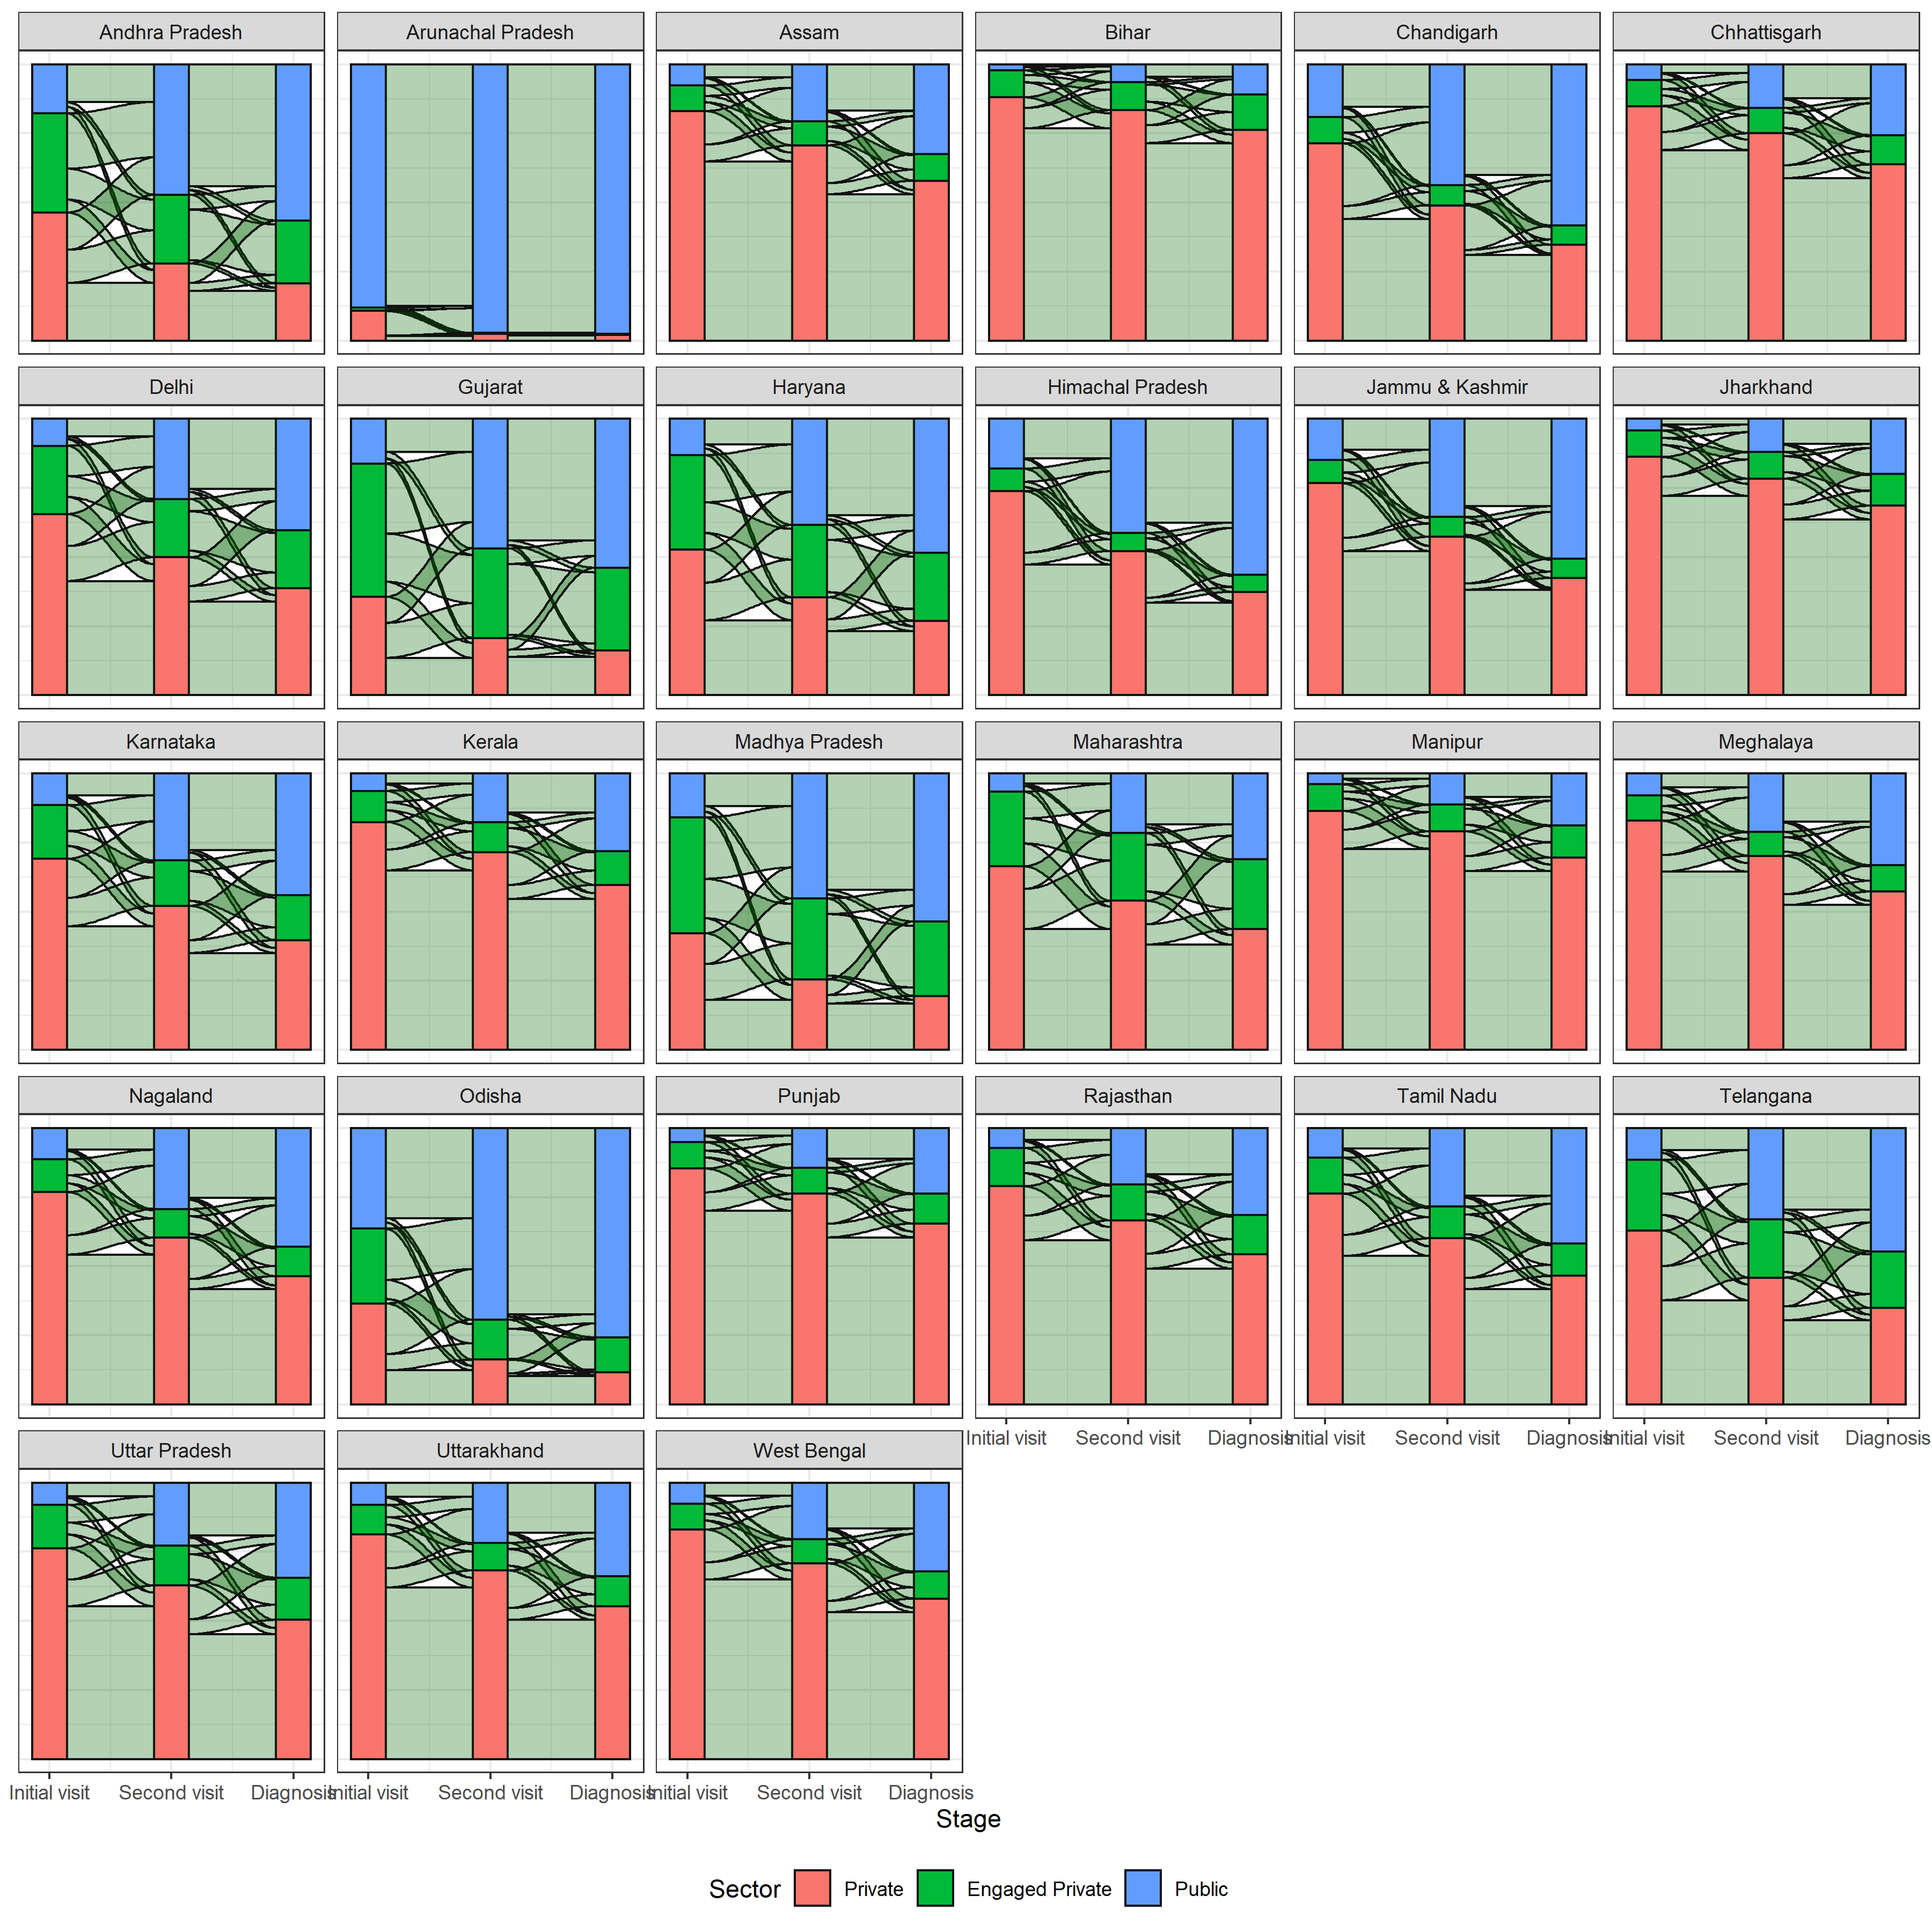 Andhra Pradesh Arunachal Pradesh Assam Bihar Chandigarh Chhattisgarh
Delhi Gujarat Haryana Himachal Pradesh Jammu & Kashmir Jharkhand
Karnataka Kerala Madhya Pradesh Maharashtra Manipur Meghalaya
Nagaland Odisha Punjab Rajasthan Tamil Nadu Telangana
Initial visit Second visit Diagnosis Initial visit Second visit Diagnosis Initial visit Second visit Diagnosis
Uttar Pradesh Uttarakhand West Bengal
Initial visit Second visit Diagnosis Initial visit Second visit Diagnosis Initial visit Second visit Diagnosis
Stage
Sector Private Engaged Private Public